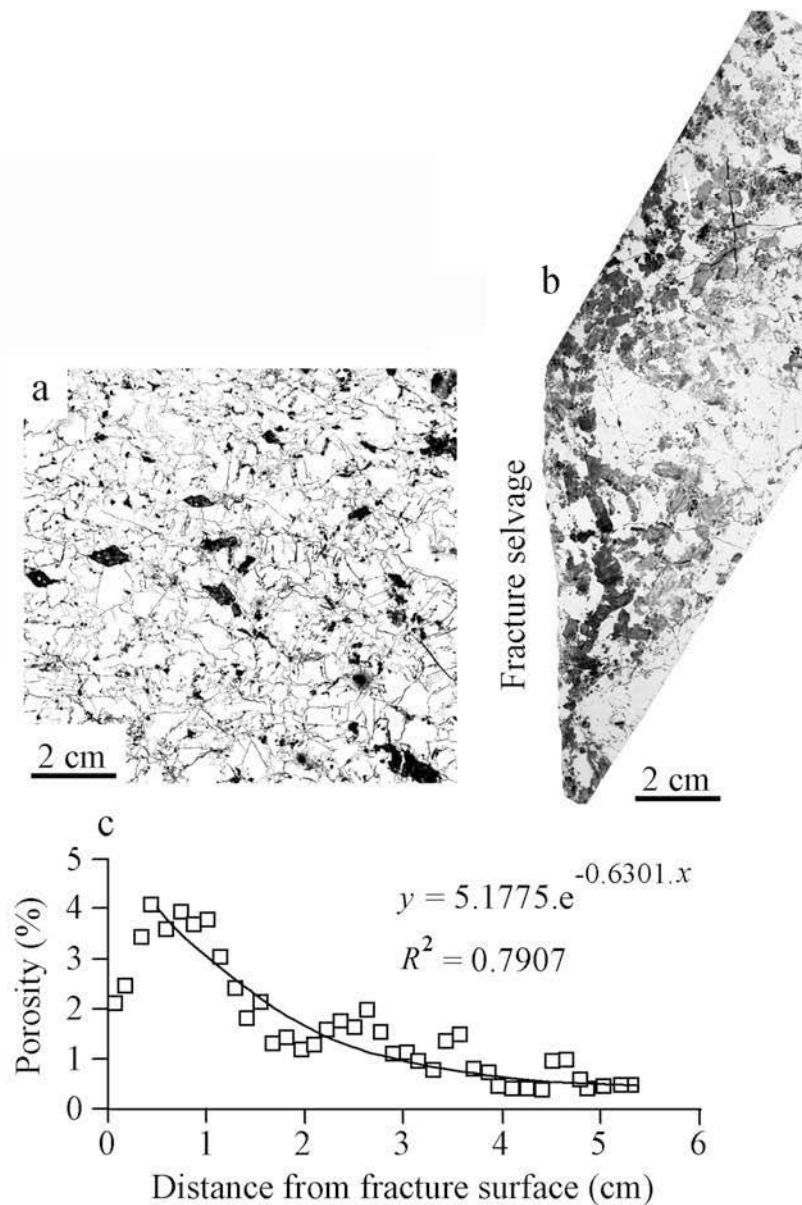 a
2 cm
b
Fracture selvage
2 cm
c
5
4
3
2
1
0
Porosity (%)
y = 5.1775.e^-0.6301.x
R² = 0.7907
0 1 2 3 4 5 6
Distance from fracture surface (cm)